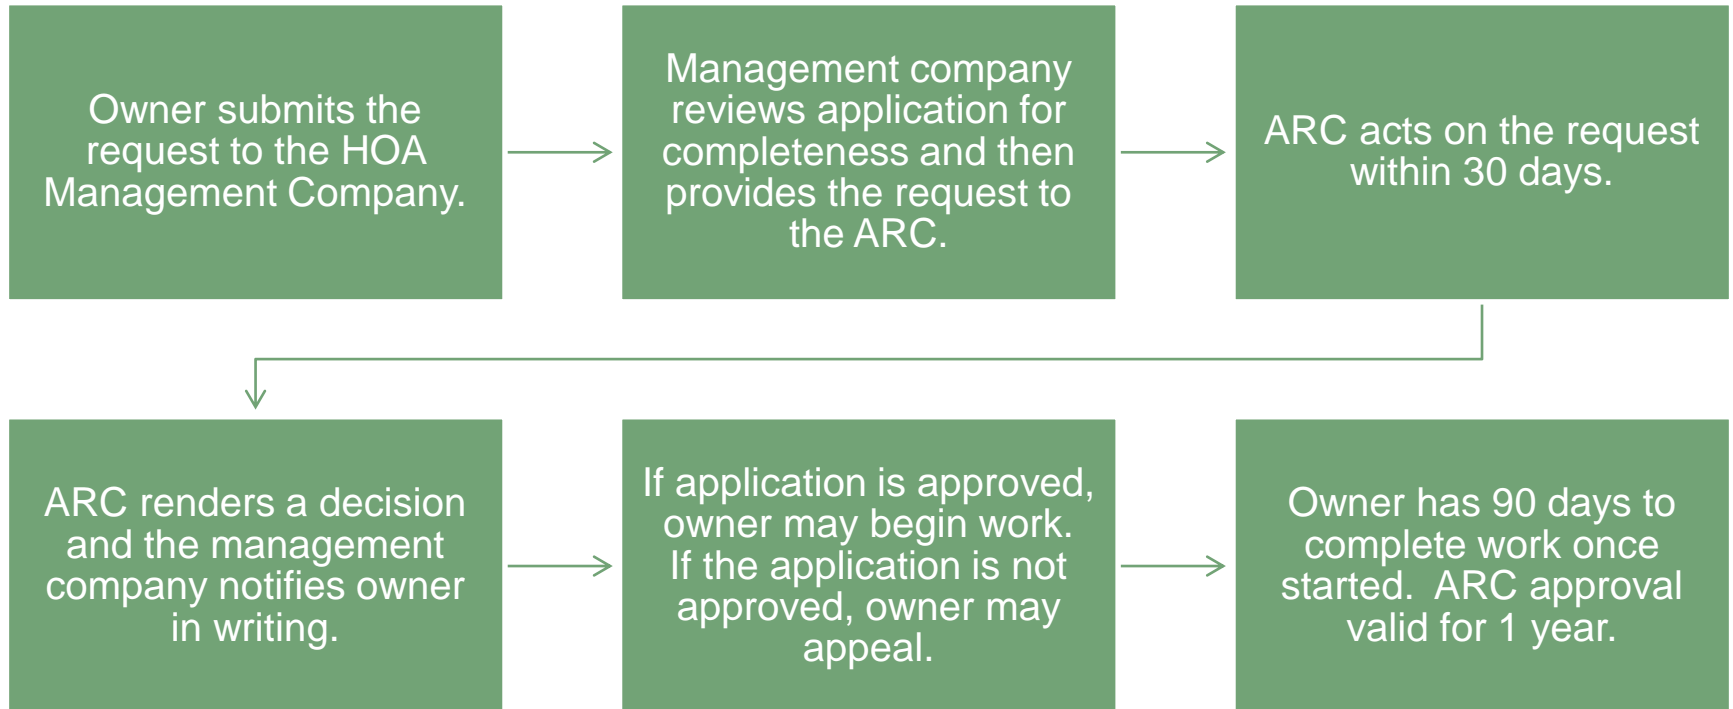 Owner submits the
request to the HOA
Management Company.
Management company
reviews application for
completeness and then
provides the request to
the ARC.
ARC acts on the request
within 30 days.
ARC renders a decision
and the management
company notifies owner
in writing.
If application is approved,
owner may begin work.
If the application is not
approved, owner may
appeal.
Owner has 90 days to
complete work once
started.  ARC approval
valid for 1 year.